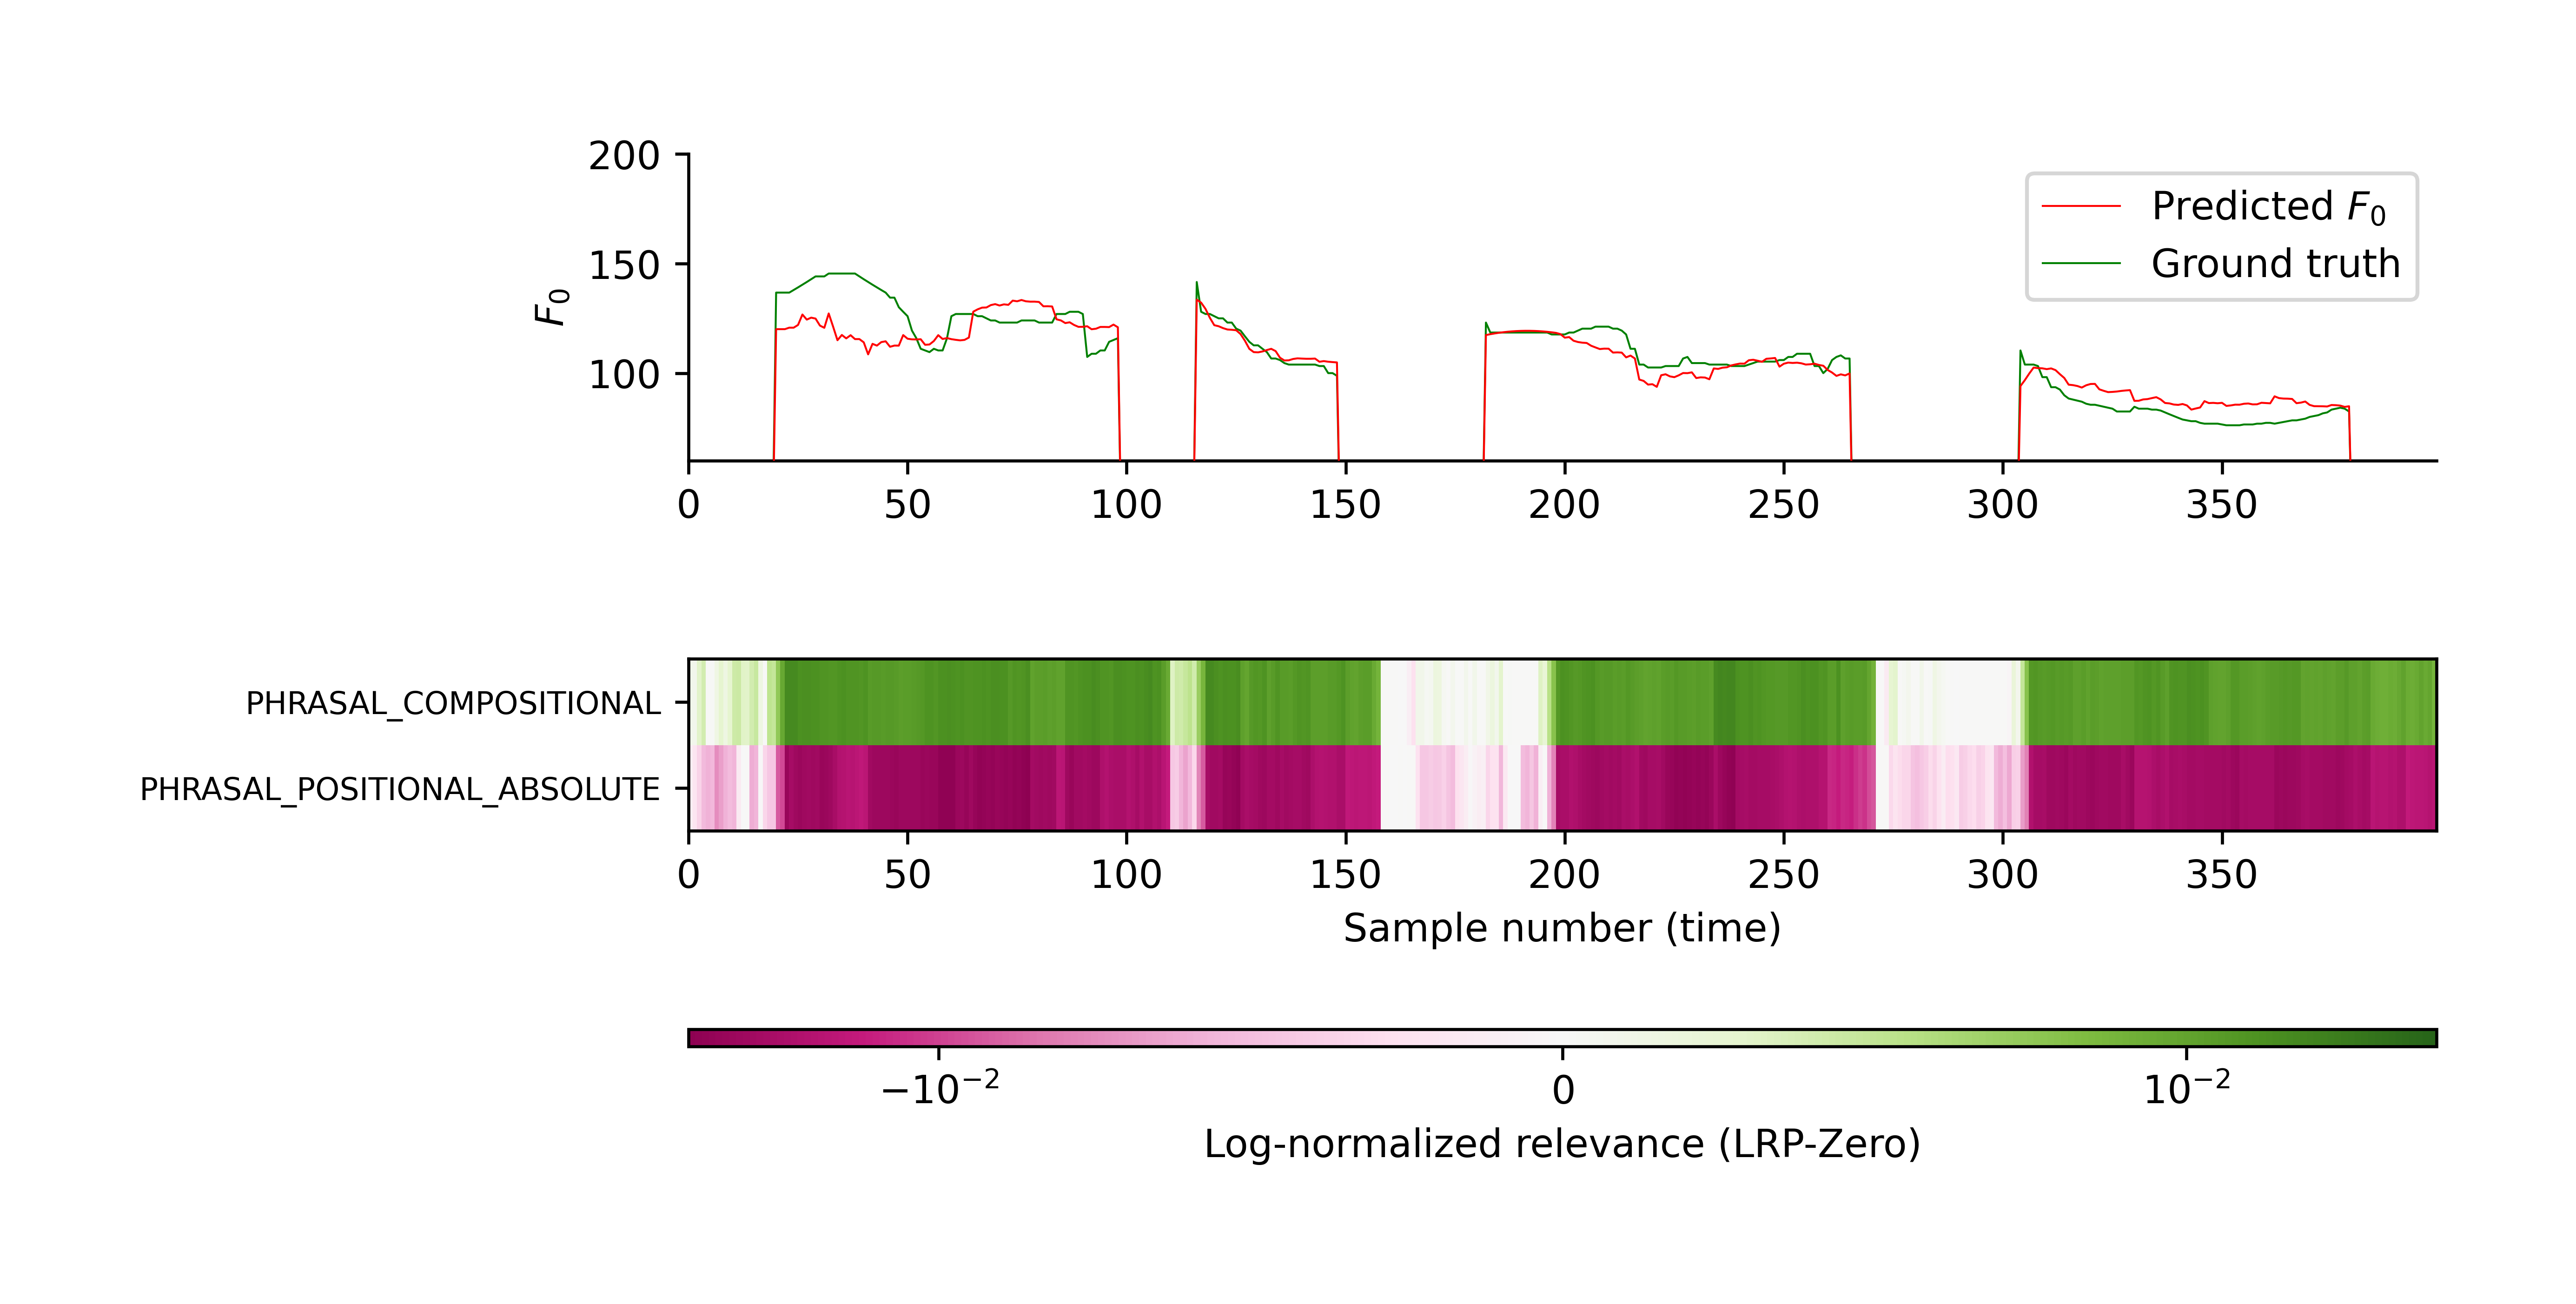 200
150
100
F₀
Predicted F₀
Ground truth
0 50 100 150 200 250 300 350
PHRASAL_COMPOSITIONAL
PHRASAL_POSITIONAL_ABSOLUTE
0 50 100 150 200 250 300 350
Sample number (time)
−10⁻² 0 10⁻²
Log-normalized relevance (LRP-Zero)